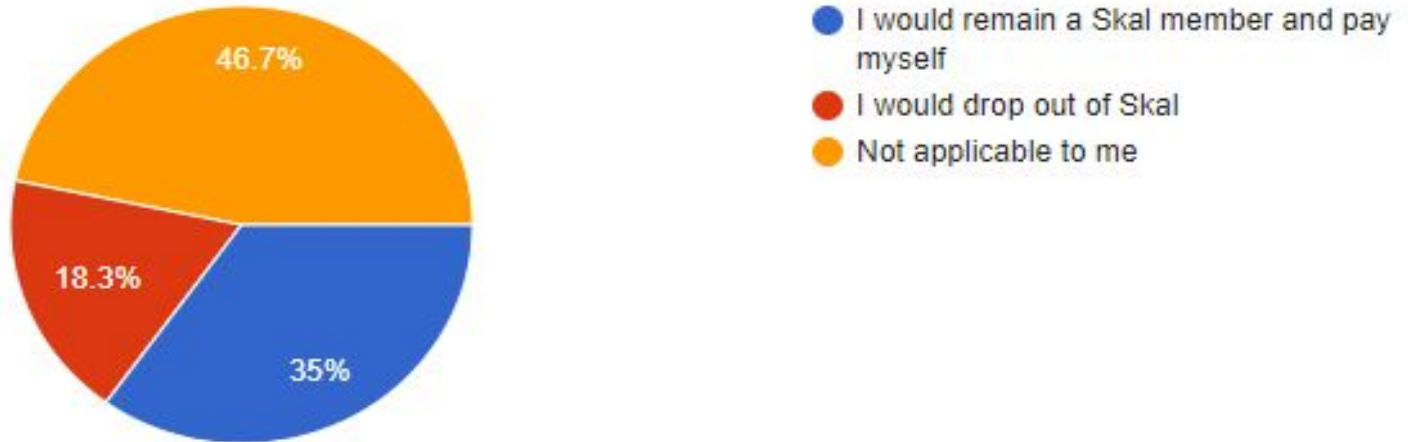 46.7%
18.3%
35%
I would remain a Skal member and pay
myself
I would drop out of Skal
Not applicable to me